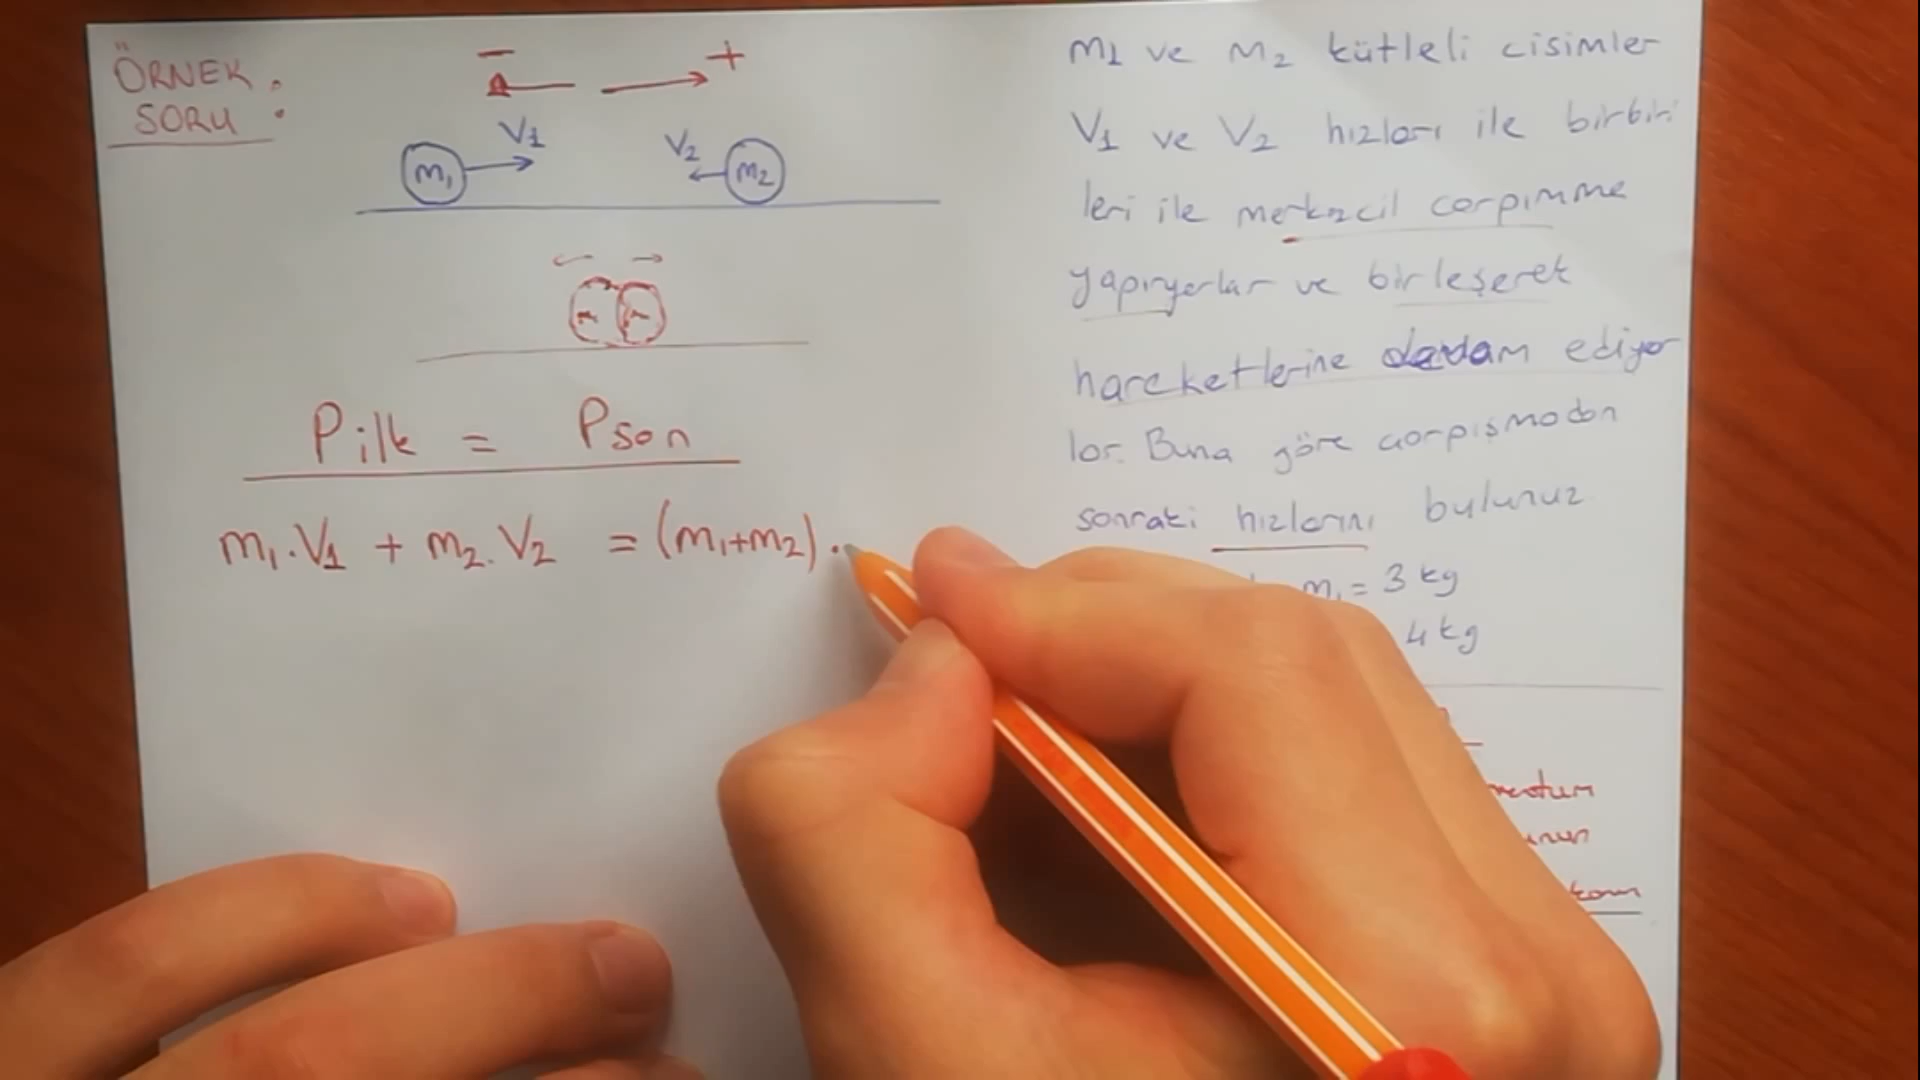 ÖRNEK
SORU :
- +
V1
V2
m1
m2
Pilk = Pson
m1.V1 + m2.V2 = (m1+m2) .
m1 ve m2 kütleli cisimler
V1 ve V2 hızları ile birbiri
leri ile merkezcil çarpımme
yapıyorlar ve birleşerek
hareketlerine devam ediyor
lar. Buna göre çarpışmadan
sonraki hızlarını bulunuz
m1 = 3 kg
4 kg